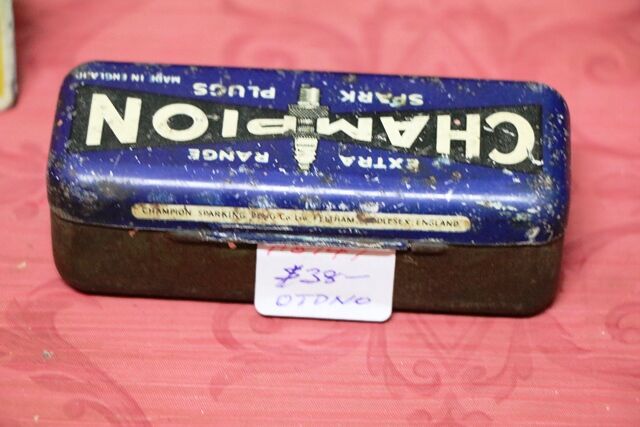 MADE IN ENGLAND
EXTRA RANGE
CHAMPION
SPARK PLUGS
CHAMPION SPARKING PLUG CO LTD FELTHAM, MIDDLESEX, ENGLAND
$38-
OTDNO